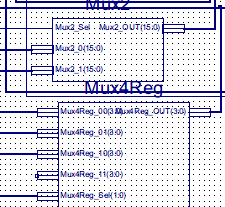 Mux2
Mux2_Sel Mux2_OUT(15:0)
Mux2_0(15:0)
Mux2_1(15:0)
Mux4Reg
Mux4Reg_00(3:0) Mux4Reg_OUT(3:0)
Mux4Reg_01(3:0)
Mux4Reg_10(3:0)
Mux4Reg_11(3:0)
Mux4Reg_Sel(1:0)